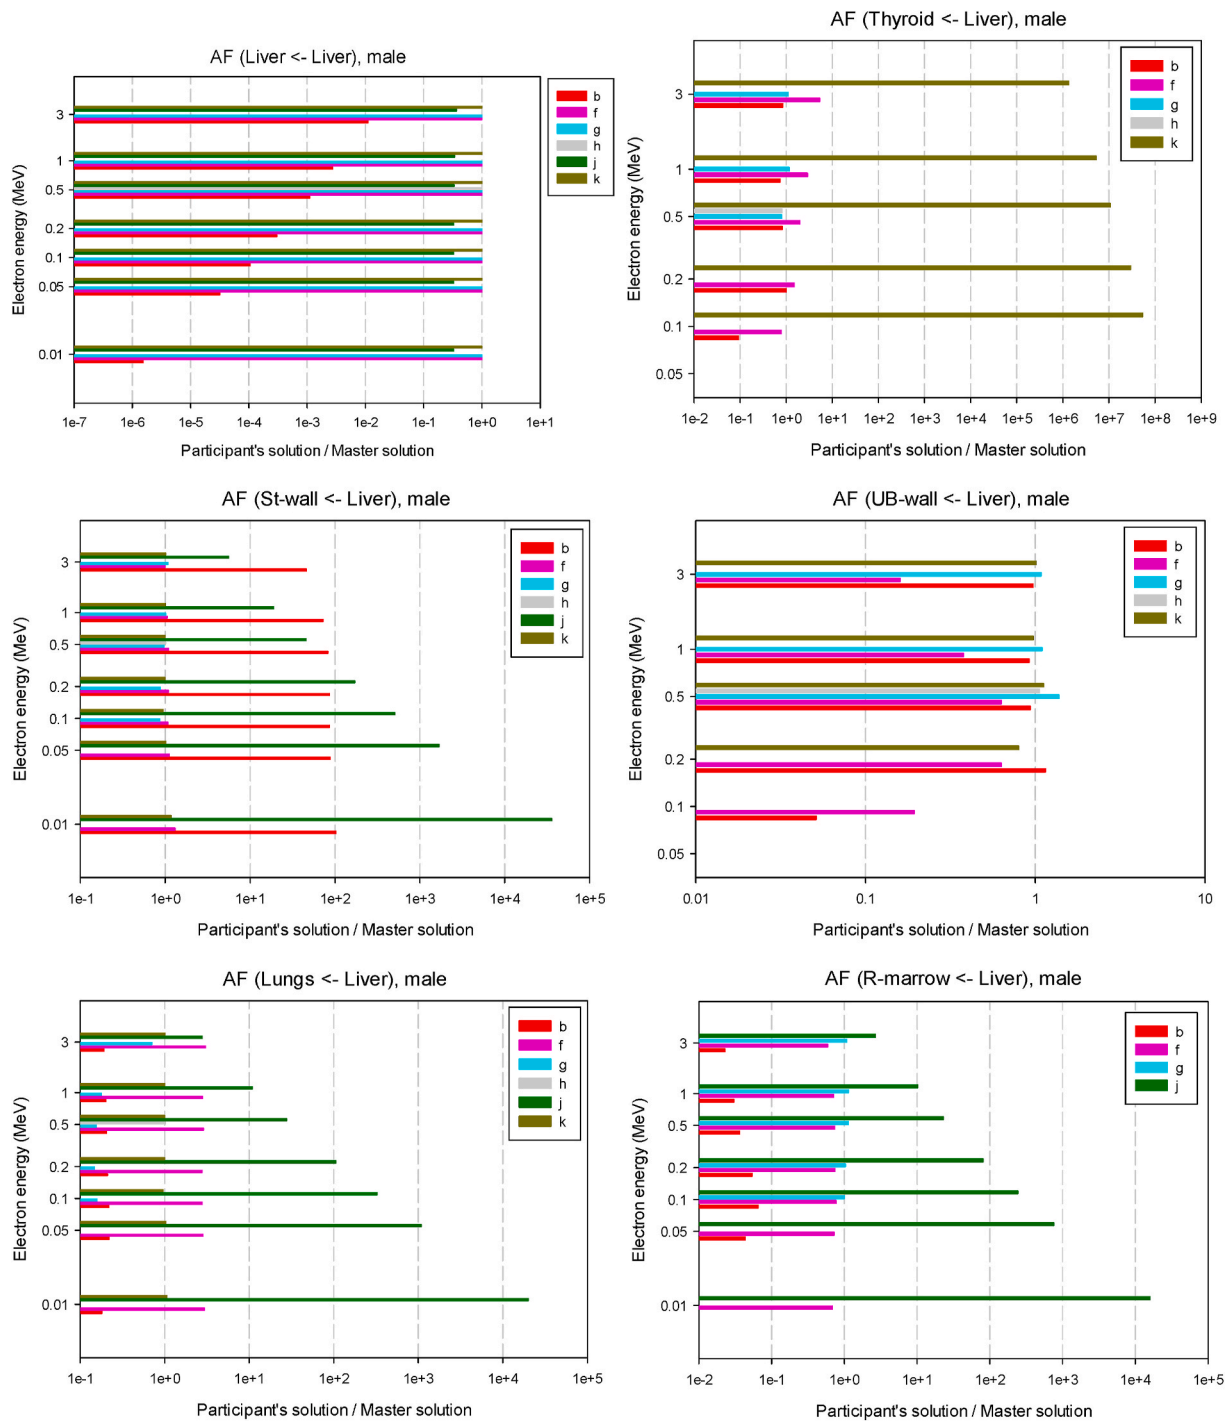 AF (Liver <- Liver), male
Electron energy (MeV)
3
1
0.5
0.2
0.1
0.05
0.01
1e-7 1e-6 1e-5 1e-4 1e-3 1e-2 1e-1 1e-0 1e+1
Participant's solution / Master solution
b
f
g
h
j
k
AF (Thyroid <- Liver), male
Electron energy (MeV)
3
1
0.5
0.2
0.1
0.05
1e-2 1e-1 1e+0 1e+1 1e+2 1e+3 1e+4 1e+5 1e+6 1e+7 1e+8 1e+9
Participant's solution / Master solution
b
f
g
h
k
AF (St-wall <- Liver), male
Electron energy (MeV)
3
1
0.5
0.2
0.1
0.05
0.01
1e-1 1e+0 1e+1 1e+2 1e+3 1e+4 1e+5
Participant's solution / Master solution
b
f
g
h
j
k
AF (UB-wall <- Liver), male
Electron energy (MeV)
3
1
0.5
0.2
0.1
0.05
0.01 0.1 1 10
Participant's solution / Master solution
b
f
g
h
k
AF (Lungs <- Liver), male
Electron energy (MeV)
3
1
0.5
0.2
0.1
0.05
0.01
1e-1 1e+0 1e+1 1e+2 1e+3 1e+4 1e+5
Participant's solution / Master solution
b
f
g
h
j
k
AF (R-marrow <- Liver), male
Electron energy (MeV)
3
1
0.5
0.2
0.1
0.05
0.01
1e-2 1e-1 1e+0 1e+1 1e+2 1e+3 1e+4 1e+5
Participant's solution / Master solution
b
f
g
j